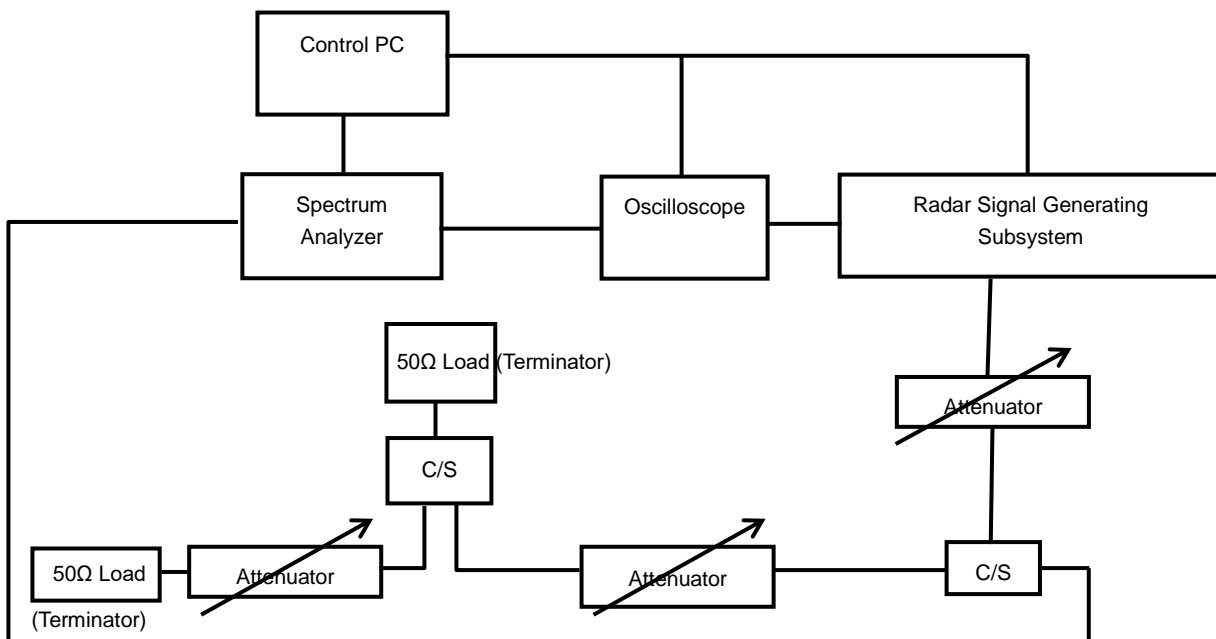 Control PC
Spectrum
Analyzer
Oscilloscope
Radar Signal Generating
Subsystem
50Ω Load (Terminator)
Attenuator
C/S
50Ω Load
(Terminator)
Attenuator
Attenuator
C/S